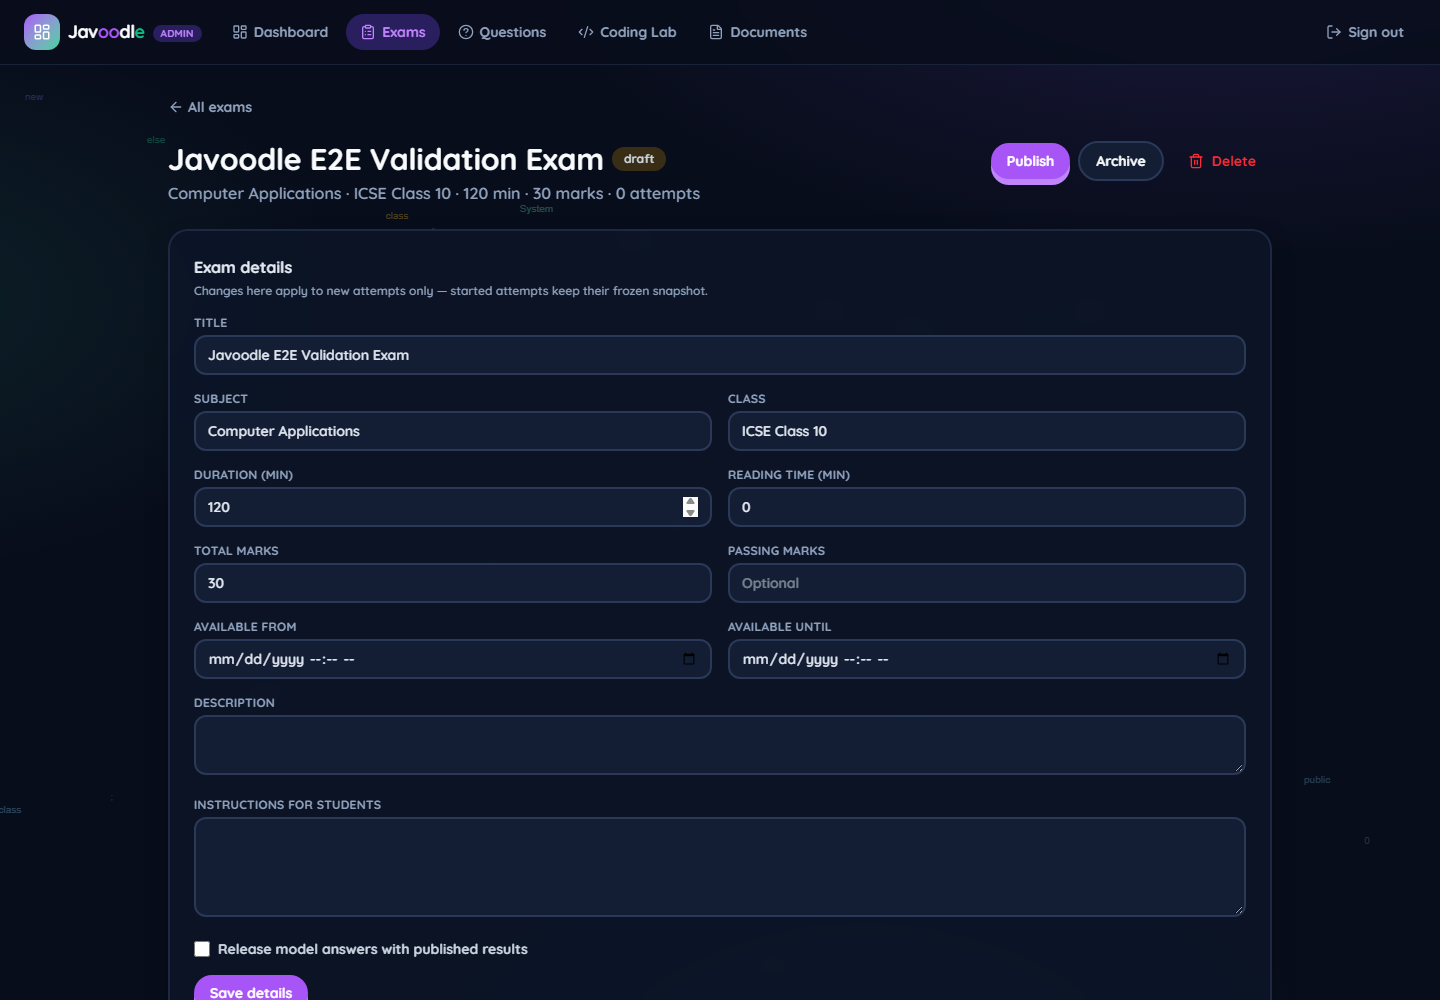 Javoodle ADMIN Dashboard Exams Questions Coding Lab Documents Sign out
new
All exams
else
Javoodle E2E Validation Exam draft Publish Archive Delete
Computer Applications · ICSE Class 10 · 120 min · 30 marks · 0 attempts
System
class
Exam details
Changes here apply to new attempts only — started attempts keep their frozen snapshot.
TITLE
Javoodle E2E Validation Exam
SUBJECT CLASS
Computer Applications ICSE Class 10
DURATION (MIN) READING TIME (MIN)
120 0
TOTAL MARKS PASSING MARKS
30 Optional
AVAILABLE FROM AVAILABLE UNTIL
mm/dd/yyyy --:-- -- mm/dd/yyyy --:-- --
DESCRIPTION
public
INSTRUCTIONS FOR STUDENTS
class
0
Release model answers with published results
Save details